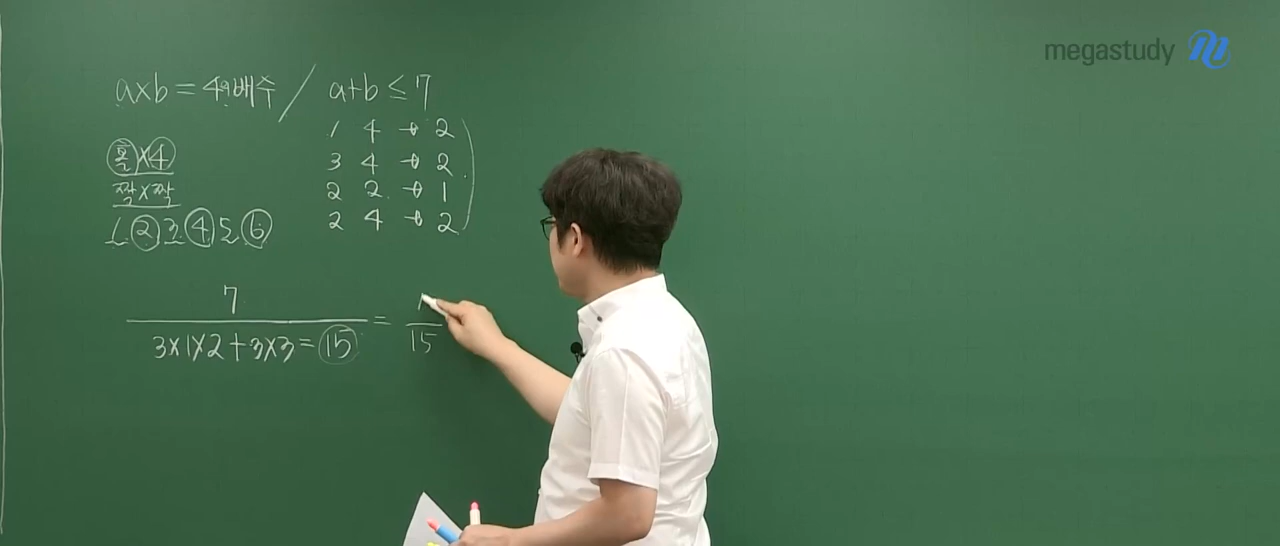 megastudy
a×b = 4의배수 / a+b ≤ 7
1 4 → 2
3 4 → 2
2 2 → 1
2 4 → 2
홀×4
짝×짝
1 2 3 4 5 6
7
3×1×2+3×3=15
=
15